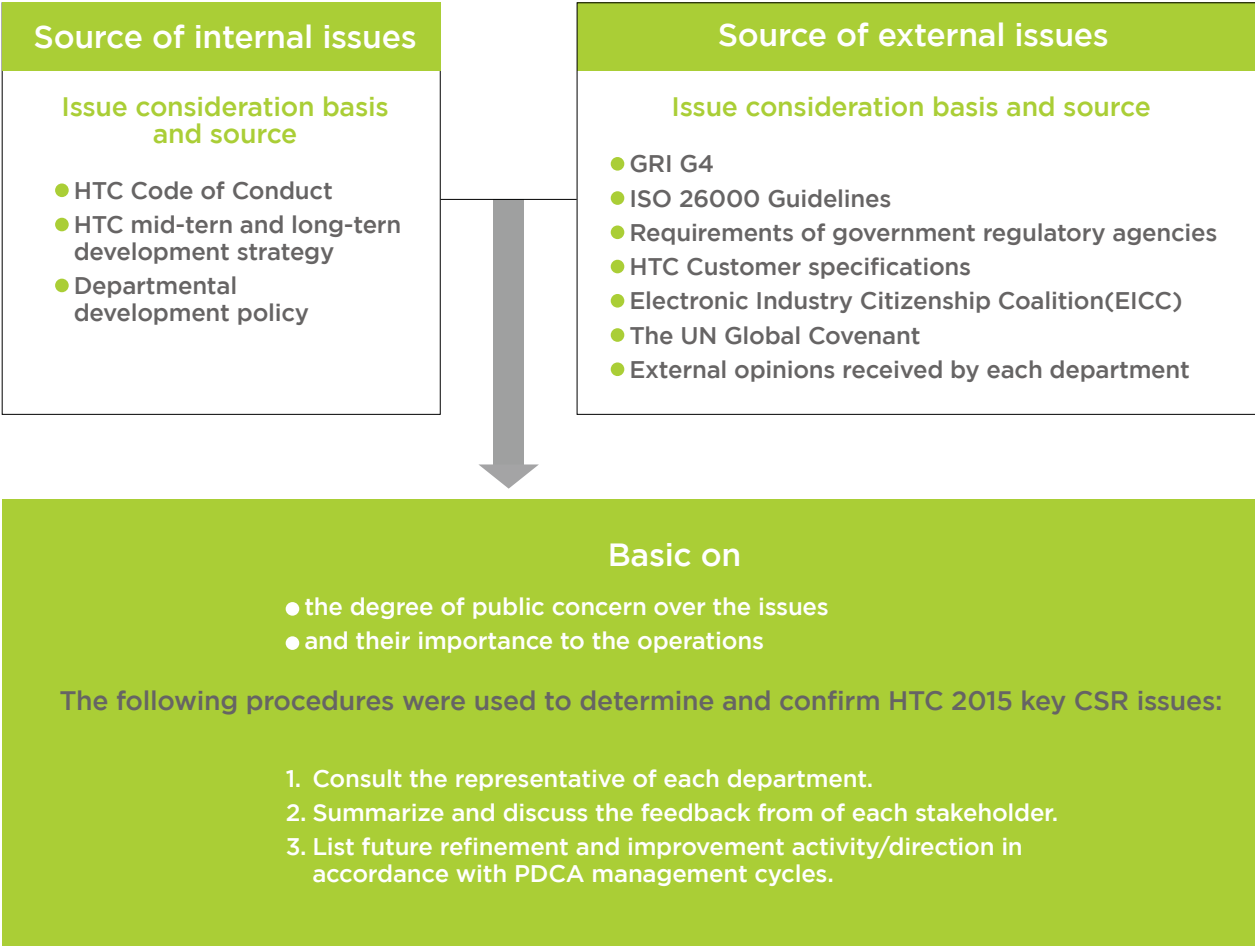 Source of internal issues
Issue consideration basis
and source
● HTC Code of Conduct
● HTC mid-tern and long-tern
development strategy
● Departmental
development policy
Source of external issues
Issue consideration basis and source
● GRI G4
● ISO 26000 Guidelines
● Requirements of government regulatory agencies
● HTC Customer specifications
● Electronic Industry Citizenship Coalition(EICC)
● The UN Global Covenant
● External opinions received by each department
Basic on
● the degree of public concern over the issues
● and their importance to the operations
The following procedures were used to determine and confirm HTC 2015 key CSR issues:
1. Consult the representative of each department.
2. Summarize and discuss the feedback from of each stakeholder.
3. List future refinement and improvement activity/direction in
accordance with PDCA management cycles.